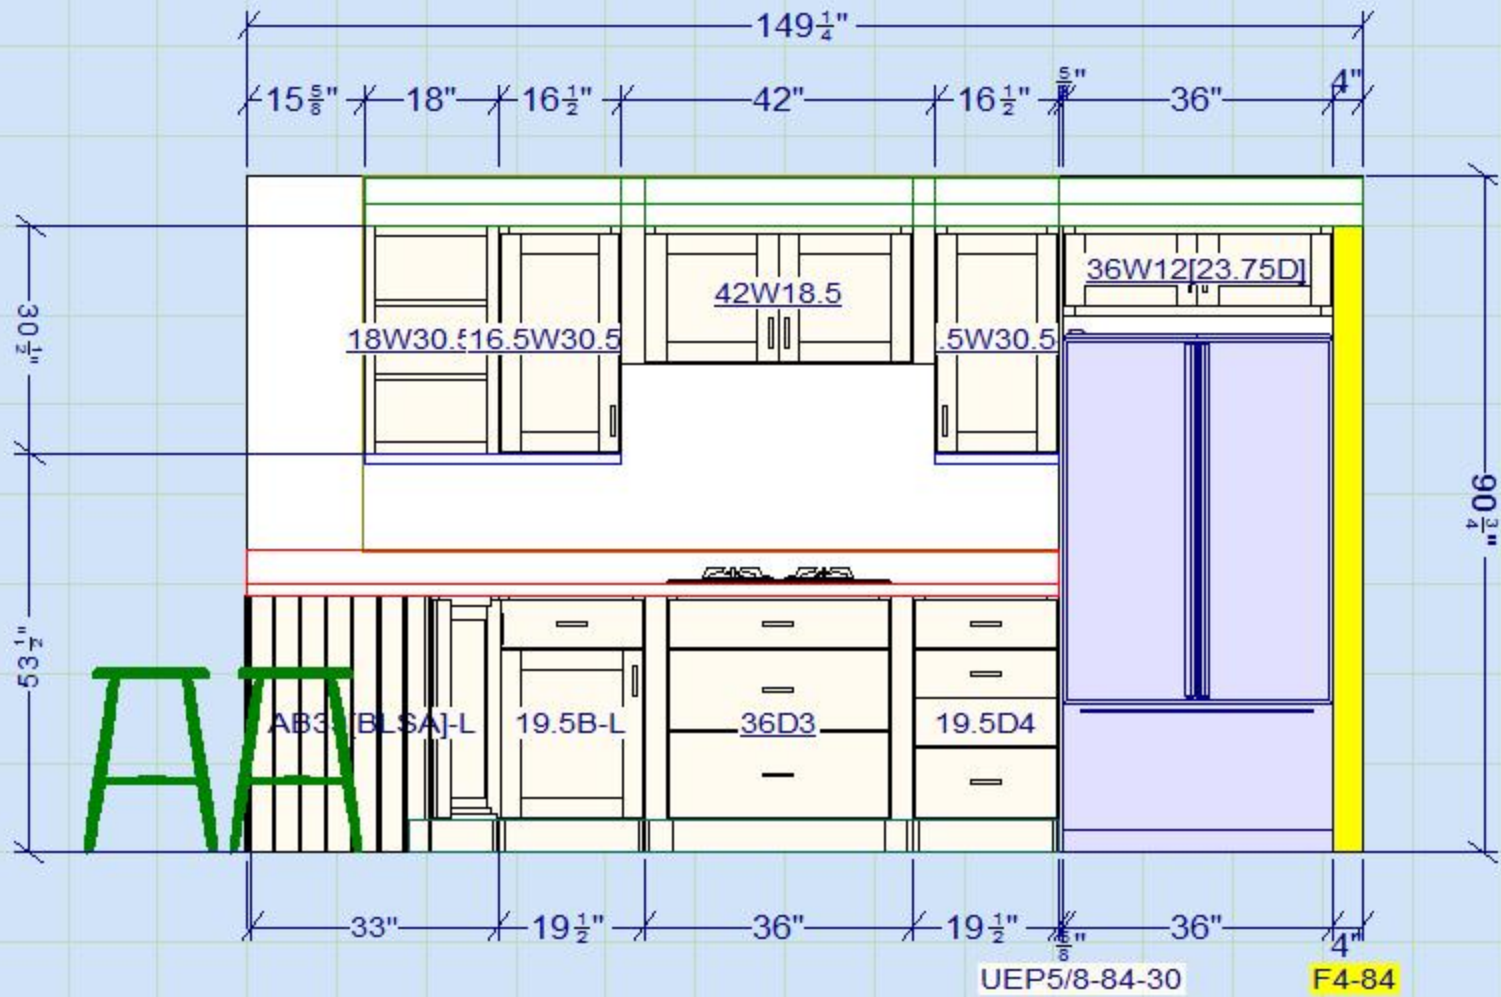 149 1/4"
15 5/8"
18"
16 1/2"
42"
16 1/2"
5/8"
36"
4"
30 1/2"
53 1/2"
90 3/4"
18W30.5
16.5W30.5
42W18.5
.5W30.5
36W12[23.75D]
AB3 [BLSA]-L
19.5B-L
36D3
19.5D4
33"
19 1/2"
36"
19 1/2"
5/8"
36"
4"
UEP5/8-84-30
F4-84